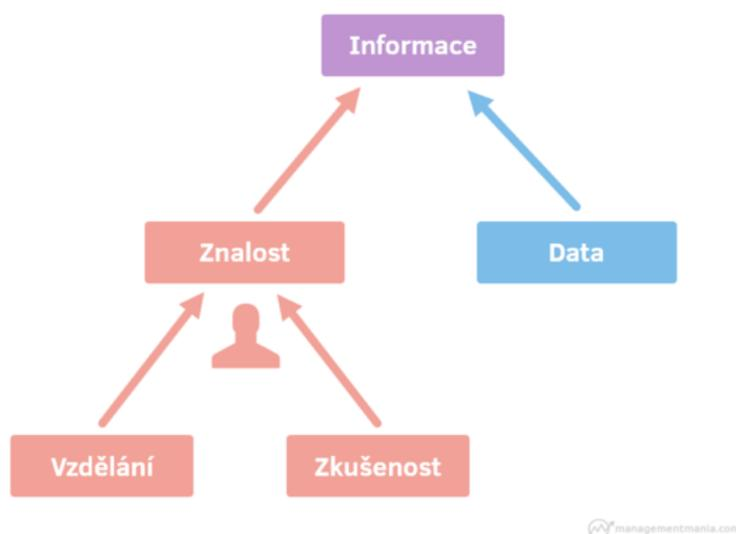 Informace
Znalost
Data
Vzdělání
Zkušenost
managementmania.com